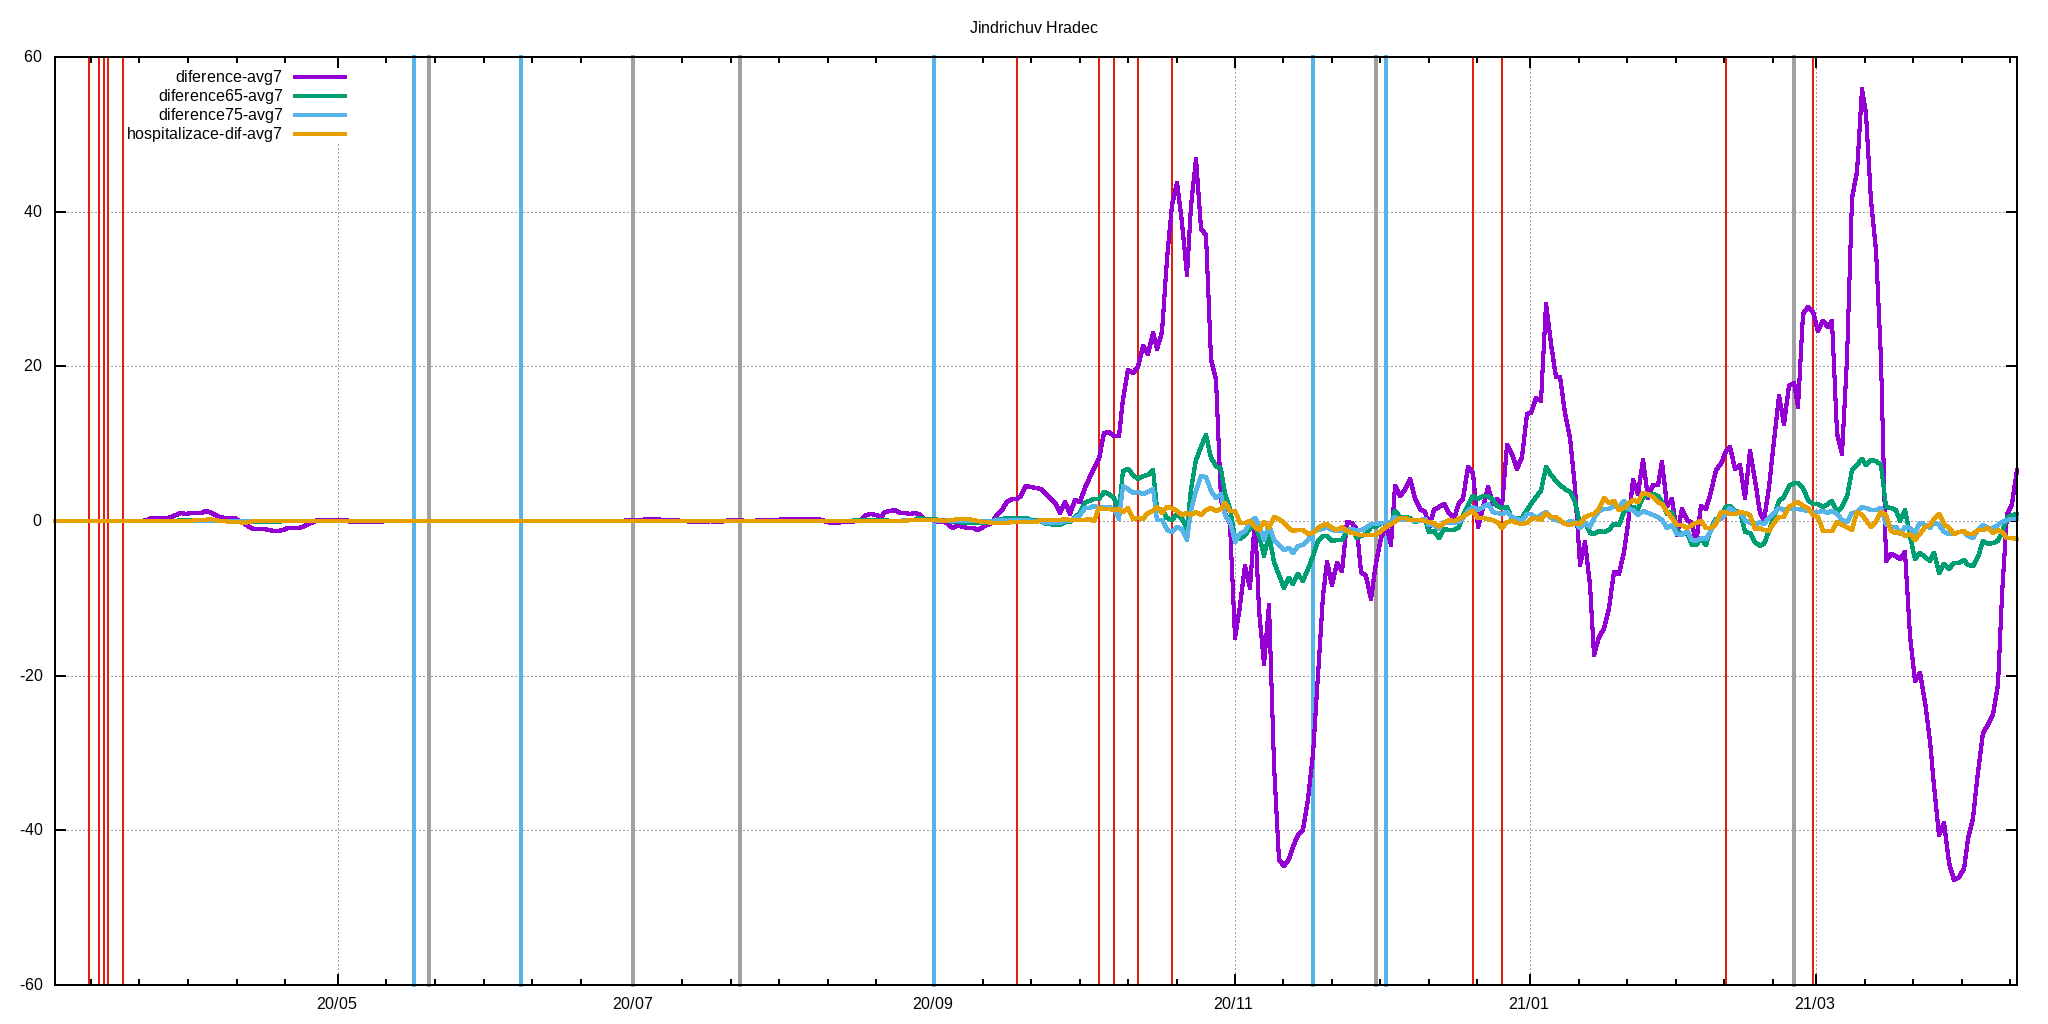 Jindrichuv Hradec
diference-avg7
diference65-avg7
diference75-avg7
hospitalizace-dif-avg7
60
40
20
0
-20
-40
-60
20/05 20/07 20/09 20/11 21/01 21/03